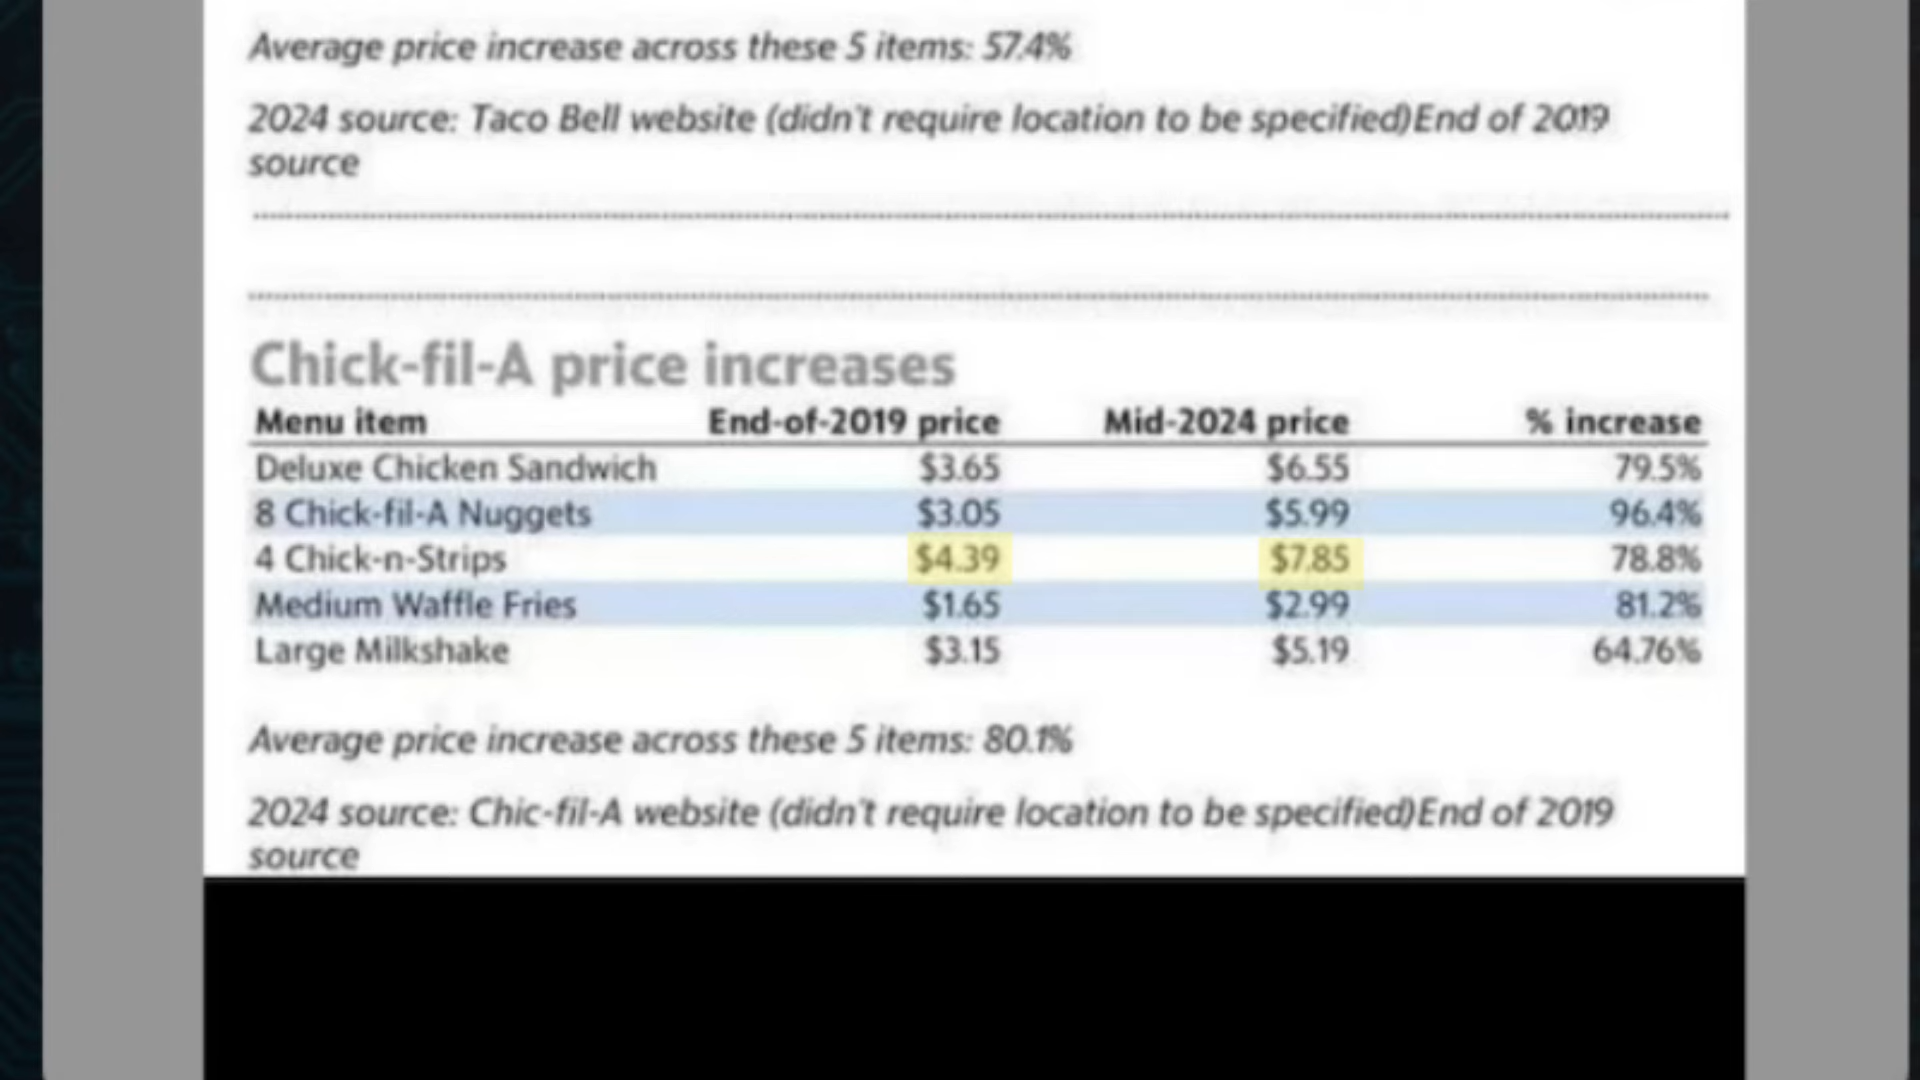 Average price increase across these 5 items: 57.4%
2024 source: Taco Bell website (didn't require location to be specified)End of 2019
source
Chick-fil-A price increases
Menu item End-of-2019 price Mid-2024 price % increase
Deluxe Chicken Sandwich $3.65 $6.55 79.5%
8 Chick-fil-A Nuggets $3.05 $5.99 96.4%
4 Chick-n-Strips $4.39 $7.85 78.8%
Medium Waffle Fries $1.65 $2.99 81.2%
Large Milkshake $3.15 $5.19 64.76%
Average price increase across these 5 items: 80.1%
2024 source: Chic-fil-A website (didn't require location to be specified)End of 2019
source